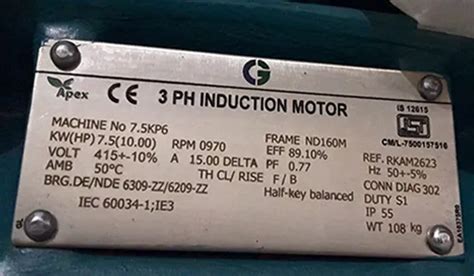 CG
Apex CE 3 PH INDUCTION MOTOR
IS 12615
CM/L-7500157510
MACHINE No 7.5KP6 FRAME ND160M REF.RKAM2623
KW(HP) 7.5(10.00) RPM 0970 EFF 89.10% Hz 50+-5%
VOLT 415+-10% A 15.00 DELTA PF 0.77 CONN DIAG 302
AMB 50°C TH CL/ RISE F / B DUTY S1
BRG.DE/NDE 6309-ZZ/6209-ZZ Half-key balanced IP 55
IEC 60034-1;IE3 WT 108 kg